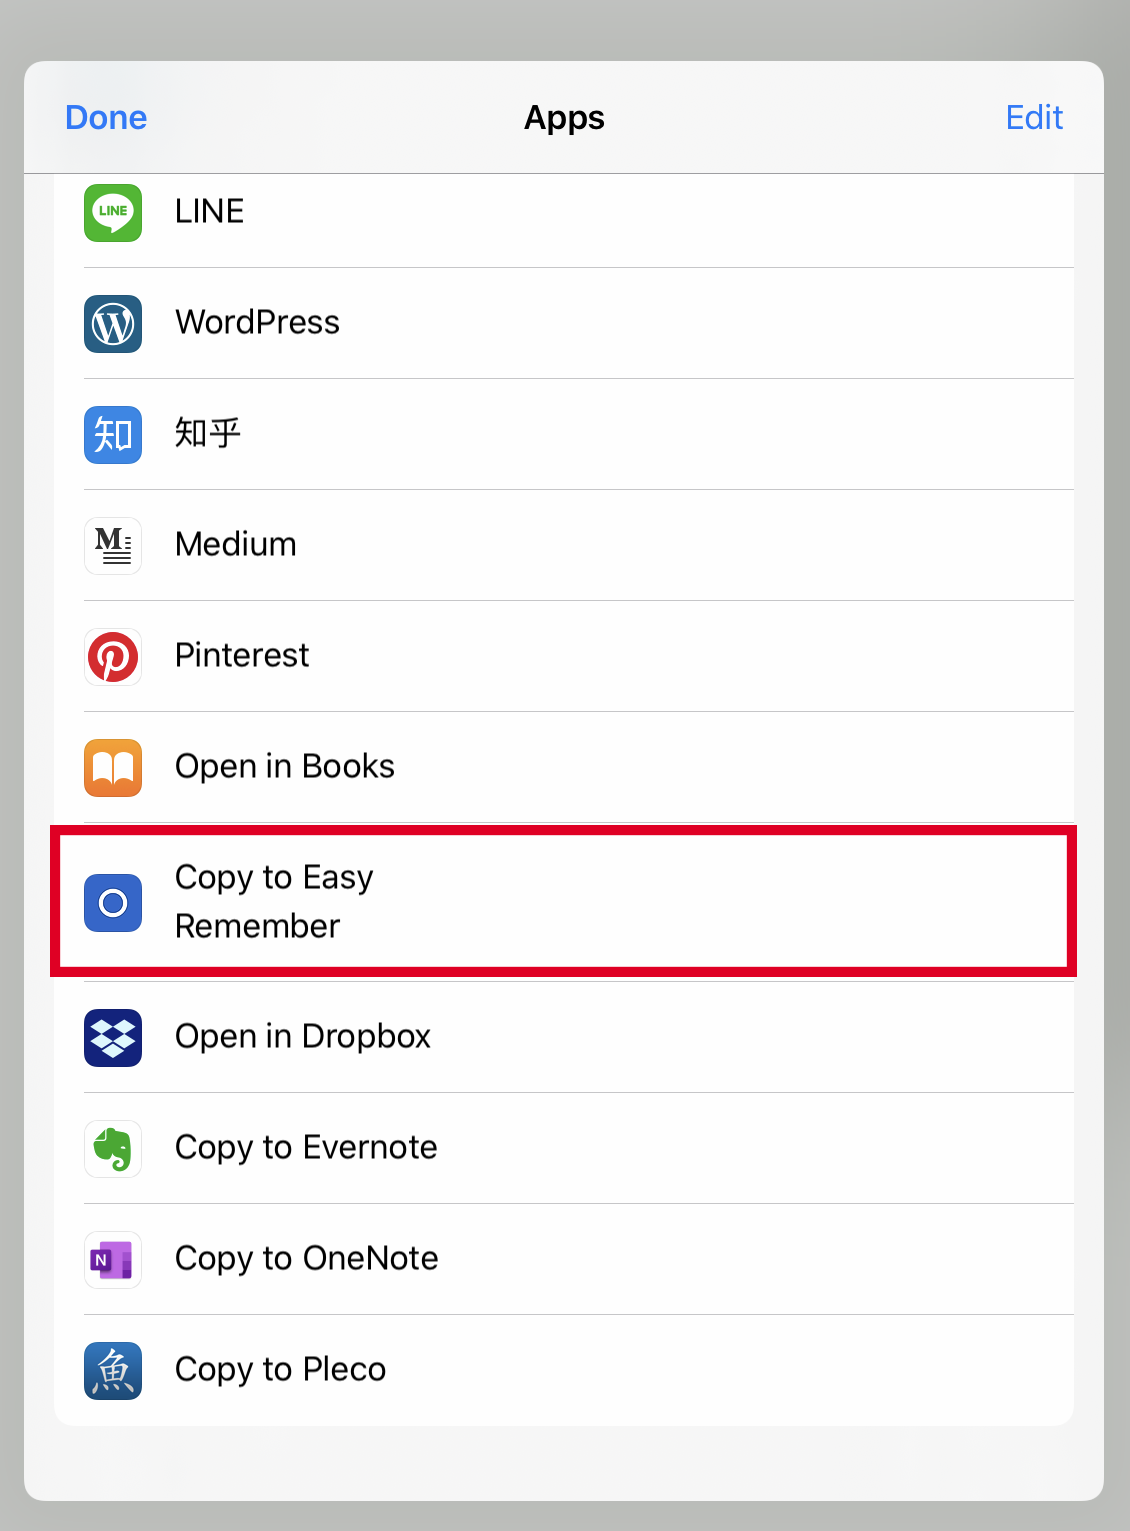 Done Apps Edit
LINE LINE
WordPress
知 知乎
M Medium
Pinterest
Open in Books
Copy to Easy
Remember
Open in Dropbox
Copy to Evernote
N Copy to OneNote
魚 Copy to Pleco